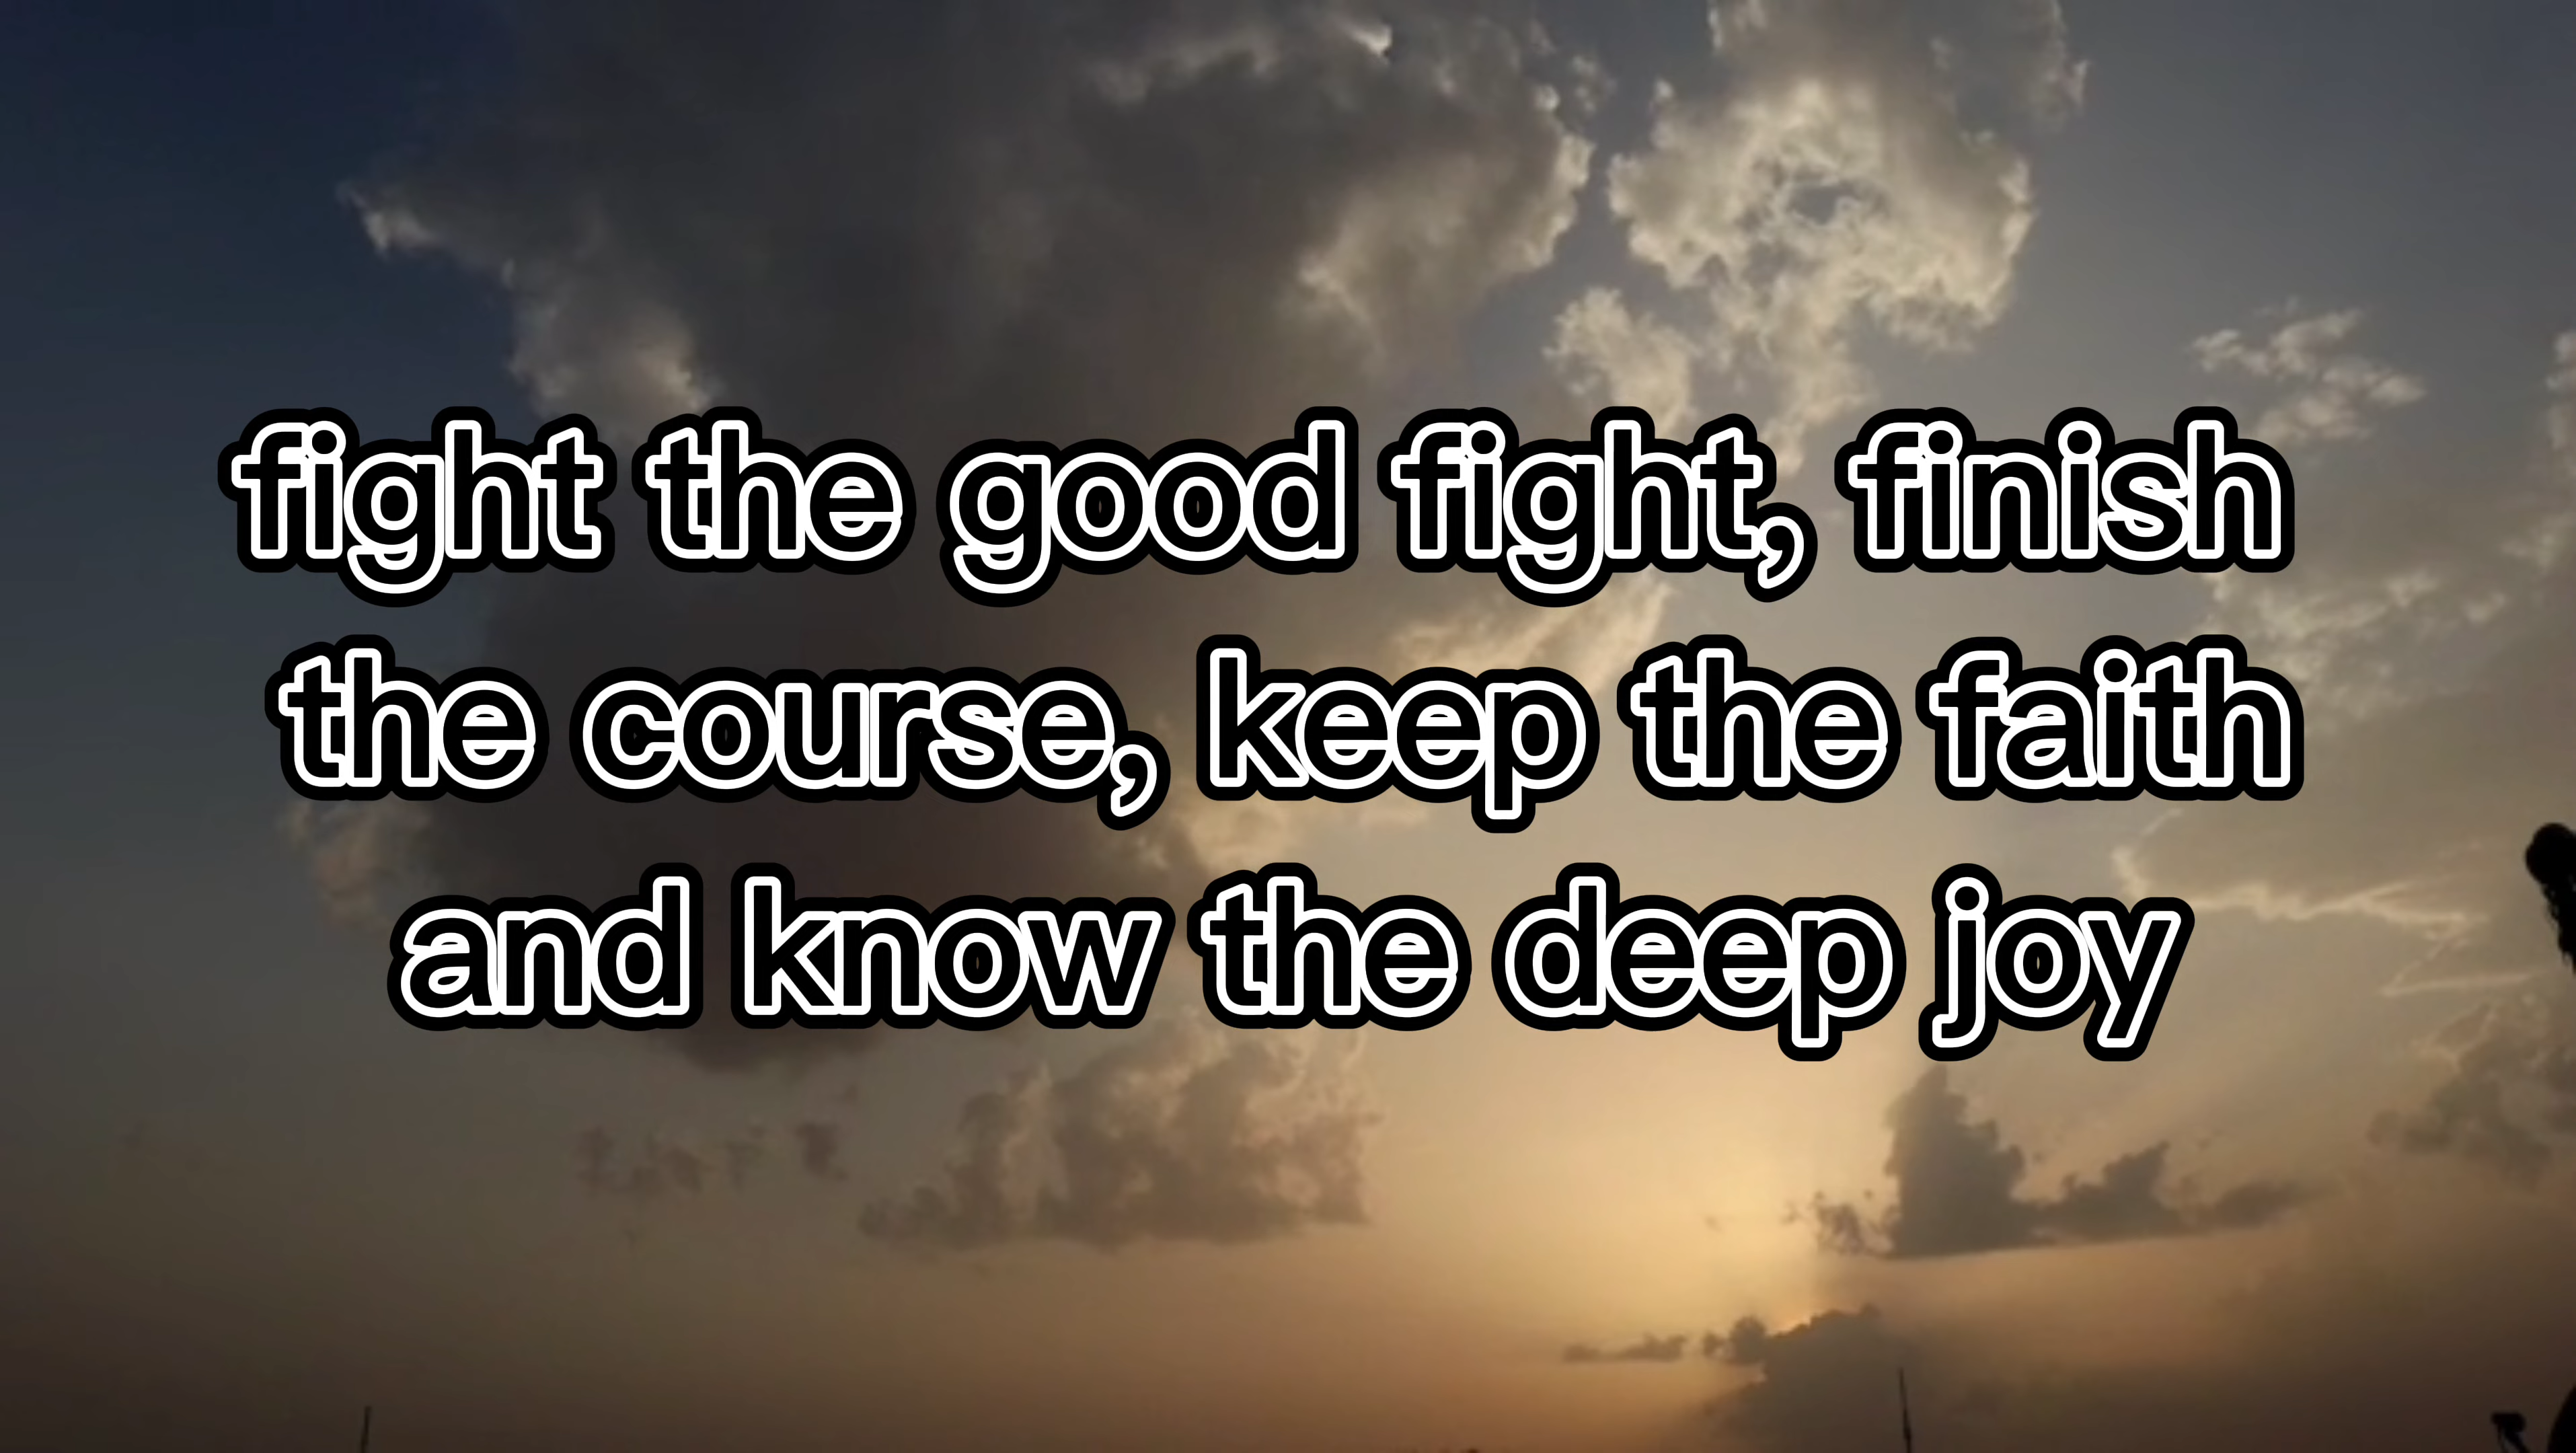 fight the good fight, finish
the course, keep the faith
and know the deep joy